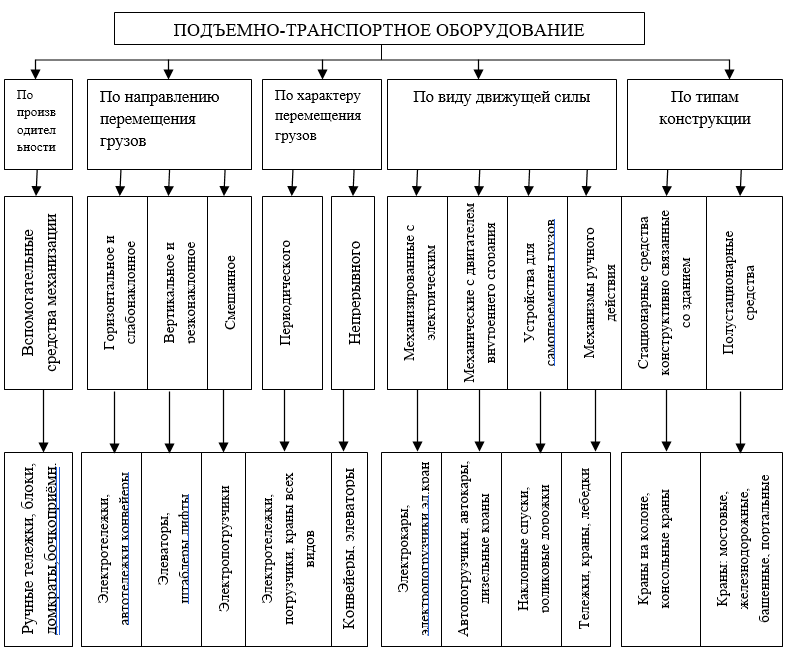 ПОДЪЕМНО-ТРАНСПОРТНОЕ ОБОРУДОВАНИЕ
По
произв
одител
ьности
По направлению
перемещения
грузов
По характеру
перемещения
грузов
По виду движущей силы
По типам
конструкции
Вспомогательные
средства механизации
Горизонтальное и
слабонаклонное
Вертикальное и
резконаклонное
Смешанное
Периодического
Непрерывного
Механизированные с
электрическим
Механические с двигателем
внутреннего сгорания
Устройства для
самоперемещен.грузов
Механизмы ручного
действия
Стационарные средства
конструктивно связанные
со зданием
Полустационарные
средства
Ручные тележки, блоки,
домкраты,бочкоприёмн.
Электротележки,
автотележки конвейеры
Элеваторы,
штаблеры лифты
Электропогрузчики
Электротележки,
погрузчики, краны всех
видов
Конвейеры, элеваторы
Электрокары,
электропогрузчики эл.кран
Автопогрузчики, автокары,
дизельные краны
Наклонные спуски,
роликовые дорожки
Тележки, краны, лебедки
Краны на колоне,
консольные краны
Краны: мостовые,
железнодорожные,
башенные, портальные